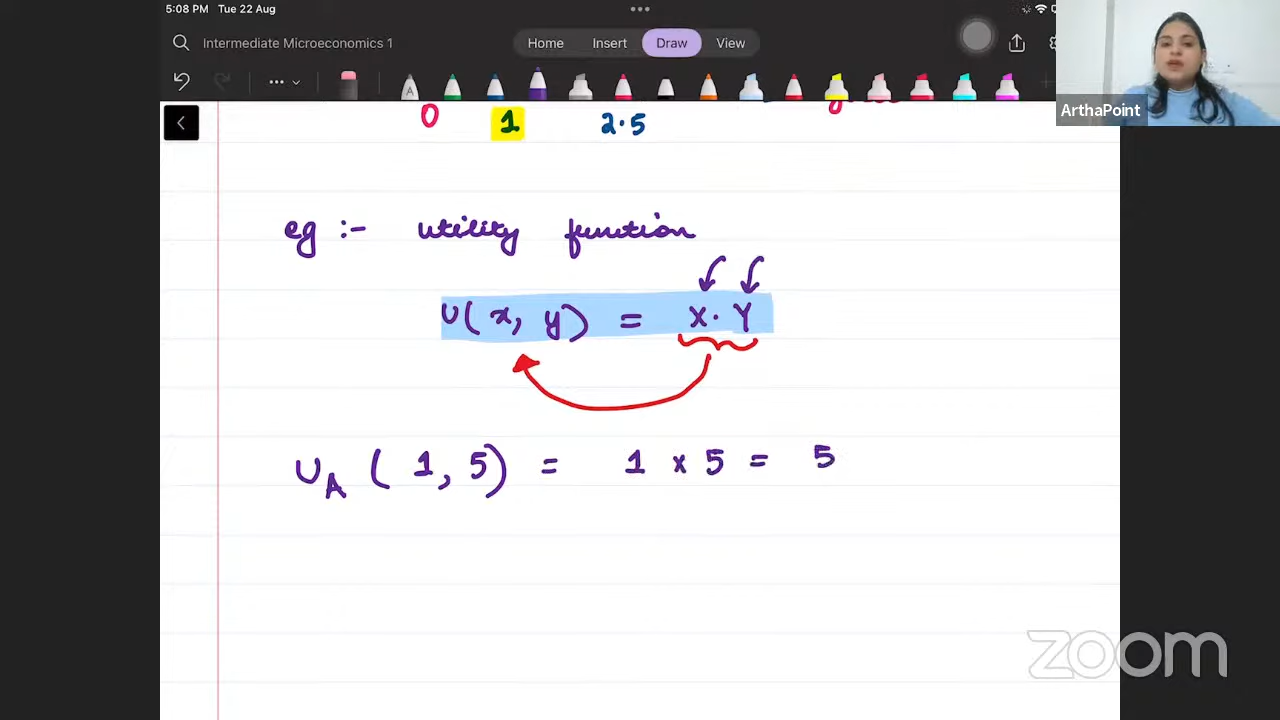 5:08 PM Tue 22 Aug
Intermediate Microeconomics 1
Home Insert Draw View
A
ArthaPoint
0 1 2.5
eg :- utility function
U( x, y) = X. Y
U_A ( 1, 5) = 1 x 5 = 5
zoom